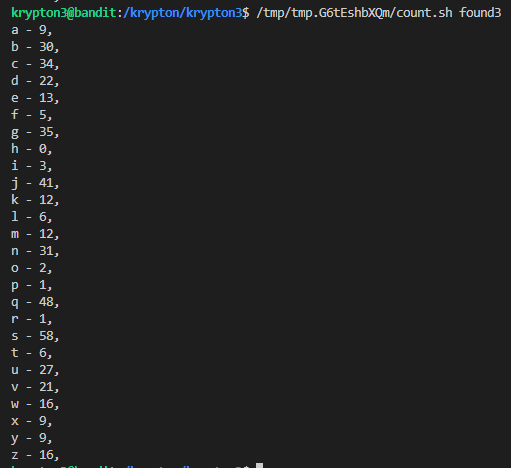 krypton3@bandit:/krypton/krypton3$ /tmp/tmp.G6tEshbXQm/count.sh found3
a - 9,
b - 30,
c - 34,
d - 22,
e - 13,
f - 5,
g - 35,
h - 0,
i - 3,
j - 41,
k - 12,
l - 6,
m - 12,
n - 31,
o - 2,
p - 1,
q - 48,
r - 1,
s - 58,
t - 6,
u - 27,
v - 21,
w - 16,
x - 9,
y - 9,
z - 16,